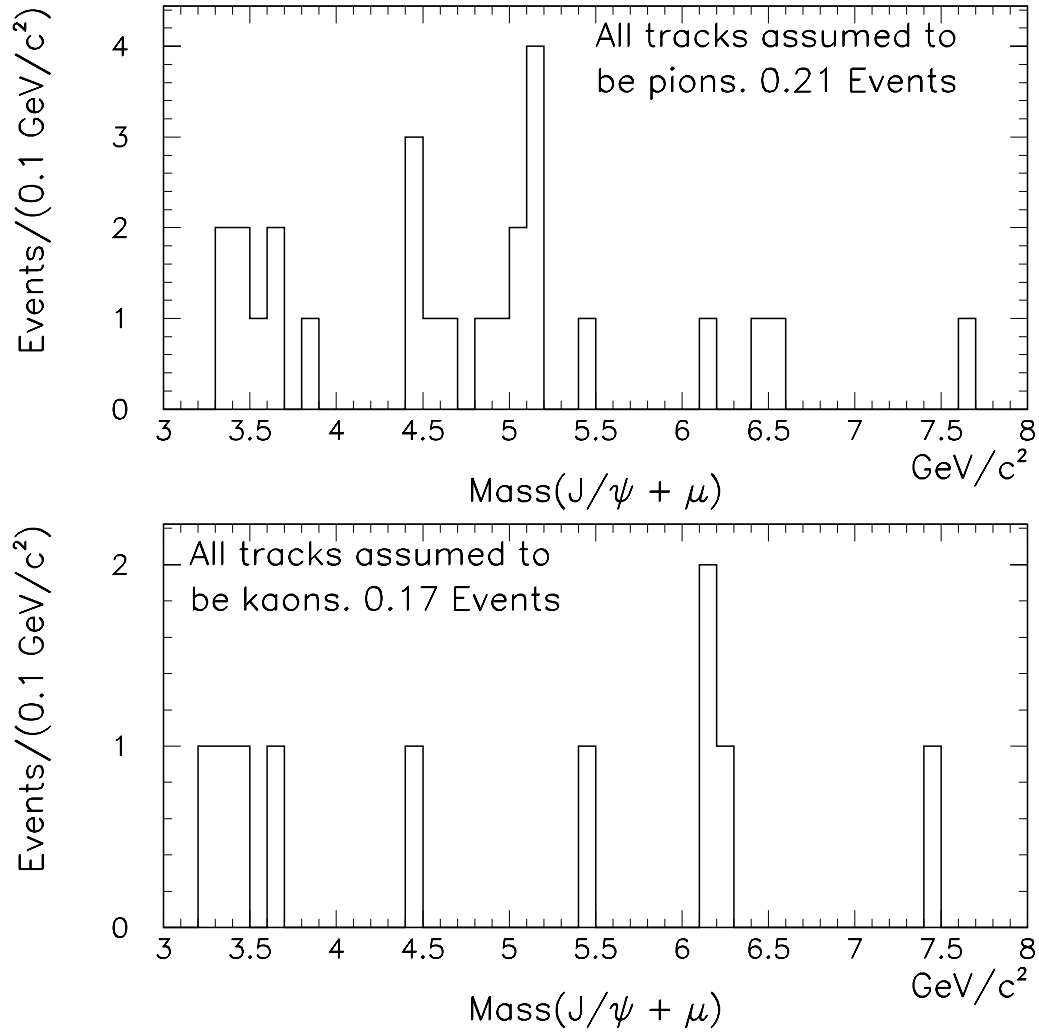 All tracks assumed to
be pions. 0.21 Events
Events/(0.1 GeV/c²)
4
3
2
1
0
3 3.5 4 4.5 5 5.5 6 6.5 7 7.5 8
GeV/c²
Mass(J/ψ + μ)
All tracks assumed to
be kaons. 0.17 Events
Events/(0.1 GeV/c²)
2
1
0
3 3.5 4 4.5 5 5.5 6 6.5 7 7.5 8
GeV/c²
Mass(J/ψ + μ)